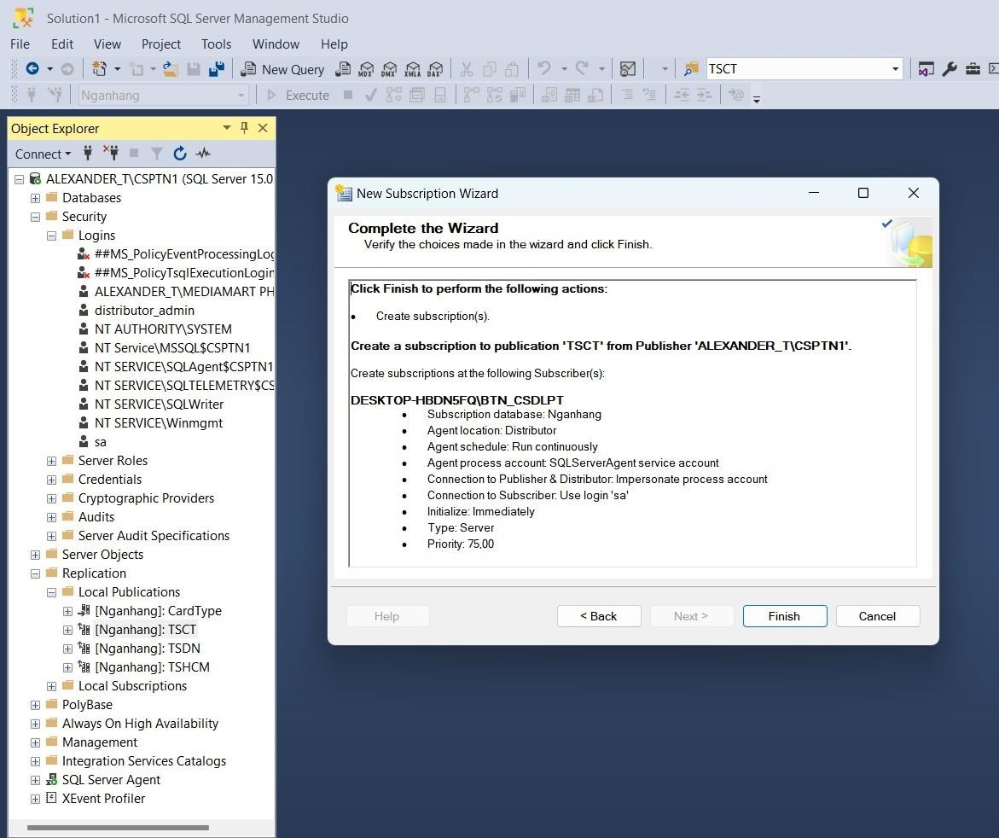 Solution1 - Microsoft SQL Server Management Studio
File Edit View Project Tools Window Help
New Query MDX DMX XMLA DAX TSCT
Nganhang Execute
Object Explorer
Connect
ALEXANDER_T\CSPTN1 (SQL Server 15.0
Databases
Security
Logins
##MS_PolicyEventProcessingLog
##MS_PolicyTsqlExecutionLogin
ALEXANDER_T\MEDIAMART PH
distributor_admin
NT AUTHORITY\SYSTEM
NT Service\MSSQL$CSPTN1
NT SERVICE\SQLAgent$CSPTN1
NT SERVICE\SQLTELEMETRY$CS
NT SERVICE\SQLWriter
NT SERVICE\Winmgmt
sa
Server Roles
Credentials
Cryptographic Providers
Audits
Server Audit Specifications
Server Objects
Replication
Local Publications
[Nganhang]: CardType
[Nganhang]: TSCT
[Nganhang]: TSDN
[Nganhang]: TSHCM
Local Subscriptions
PolyBase
Always On High Availability
Management
Integration Services Catalogs
SQL Server Agent
XEvent Profiler
New Subscription Wizard
Complete the Wizard
Verify the choices made in the wizard and click Finish.
Click Finish to perform the following actions:
• Create subscription(s).
Create a subscription to publication 'TSCT' from Publisher 'ALEXANDER_T\CSPTN1'.
Create subscriptions at the following Subscriber(s):
DESKTOP-HBDN5FQ\BTN_CSDLPT
• Subscription database: Nganhang
• Agent location: Distributor
• Agent schedule: Run continuously
• Agent process account: SQLServerAgent service account
• Connection to Publisher & Distributor: Impersonate process account
• Connection to Subscriber: Use login 'sa'
• Initialize: Immediately
• Type: Server
• Priority: 75,00
Help < Back Next > Finish Cancel